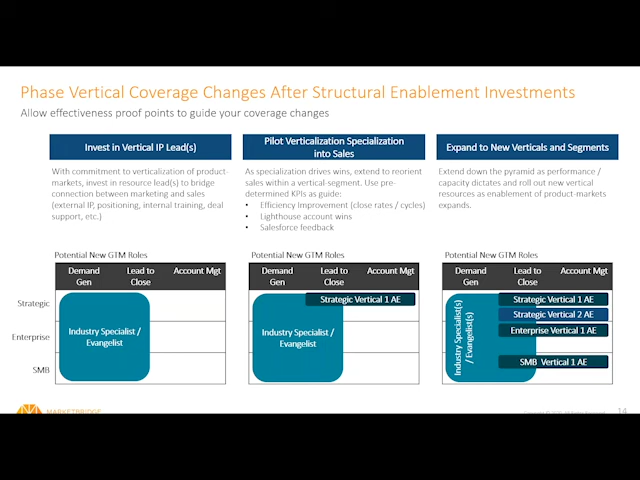 Phase Vertical Coverage Changes After Structural Enablement Investments
Allow effectiveness proof points to guide your coverage changes
Invest in Vertical IP Lead(s)
With commitment to verticalization of product-
markets, invest in resource lead(s) to bridge
connection between marketing and sales
(external IP, positioning, internal training, deal
support, etc.)
Pilot Verticalization Specialization
into Sales
As specialization drives wins, extend to reorient
sales within a vertical-segment. Use pre-
determined KPIs as guide:
• Efficiency Improvement (close rates / cycles)
• Lighthouse account wins
• Salesforce feedback
Expand to New Verticals and Segments
Extend down the pyramid as performance /
capacity dictates and roll out new vertical
resources as enablement of product-markets
expands.
Potential New GTM Roles
Demand
Gen
Lead to
Close
Account Mgt
Strategic
Enterprise
SMB
Industry Specialist /
Evangelist
Potential New GTM Roles
Demand
Gen
Lead to
Close
Account Mgt
Strategic Vertical 1 AE
Industry Specialist /
Evangelist
Potential New GTM Roles
Demand
Gen
Lead to
Close
Account Mgt
Industry Specialist(s)
/ Evangelist(s)
Strategic Vertical 1 AE
Strategic Vertical 2 AE
Enterprise Vertical 1 AE
SMB Vertical 1 AE
MARKETBRIDGE
14